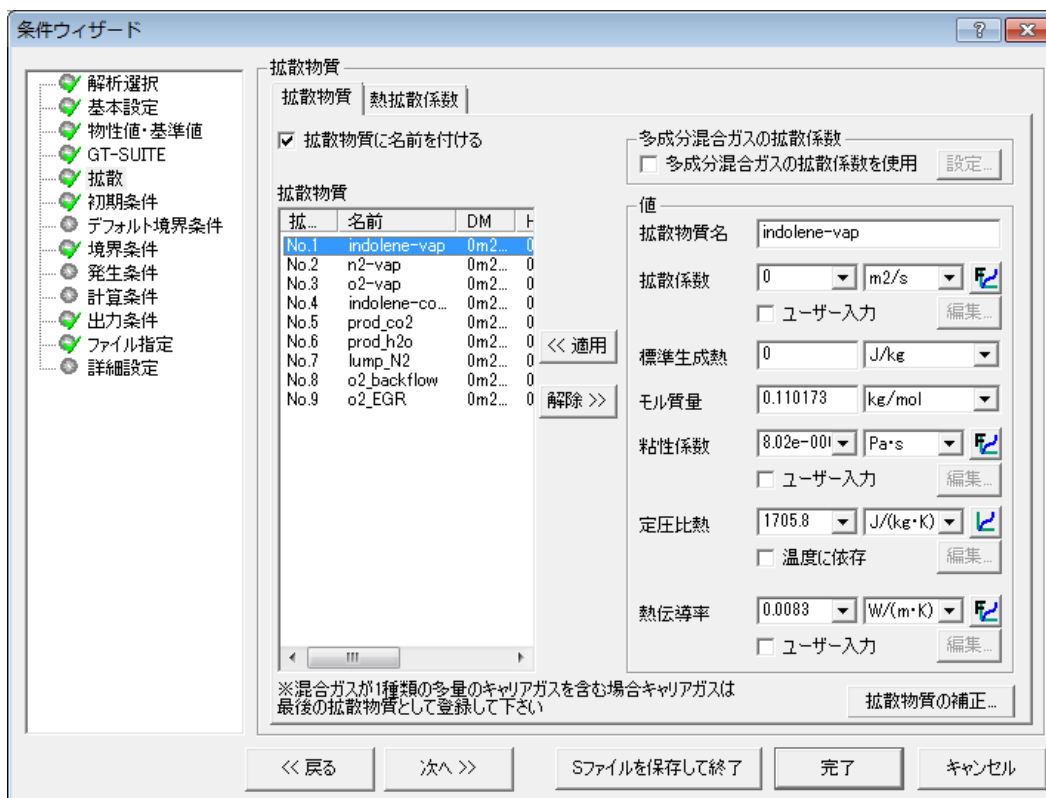 条件ウィザード
解析選択
基本設定
物性値・基準値
GT-SUITE
拡散
初期条件
デフォルト境界条件
境界条件
発生条件
計算条件
出力条件
ファイル指定
詳細設定
拡散物質
拡散物質 熱拡散係数
拡散物質に名前を付ける
拡散物質
拡... 名前 DM
No.1 indolene-vap 0m2... 0
No.2 n2-vap 0m2... 0
No.3 o2-vap 0m2... 0
No.4 indolene-co... 0m2... 0
No.5 prod_co2 0m2... 0
No.6 prod_h2o 0m2... 0
No.7 lump_N2 0m2... 0
No.8 o2_backflow 0m2... 0
No.9 o2_EGR 0m2... 0
<< 適用
解除 >>
多成分混合ガスの拡散係数
多成分混合ガスの拡散係数を使用 設定...
値
拡散物質名 indolene-vap
拡散係数 0 m2/s
ユーザー入力 編集...
標準生成熱 0 J/kg
モル質量 0.110173 kg/mol
粘性係数 8.02e-00 Pa・s
ユーザー入力 編集...
定圧比熱 1705.8 J/(kg・K)
温度に依存 編集...
熱伝導率 0.0083 W/(m・K)
ユーザー入力 編集...
※混合ガスが1種類の多量のキャリアガスを含む場合キャリアガスは
最後の拡散物質として登録して下さい
拡散物質の補正...
<< 戻る 次へ >> Sファイルを保存して終了 完了 キャンセル